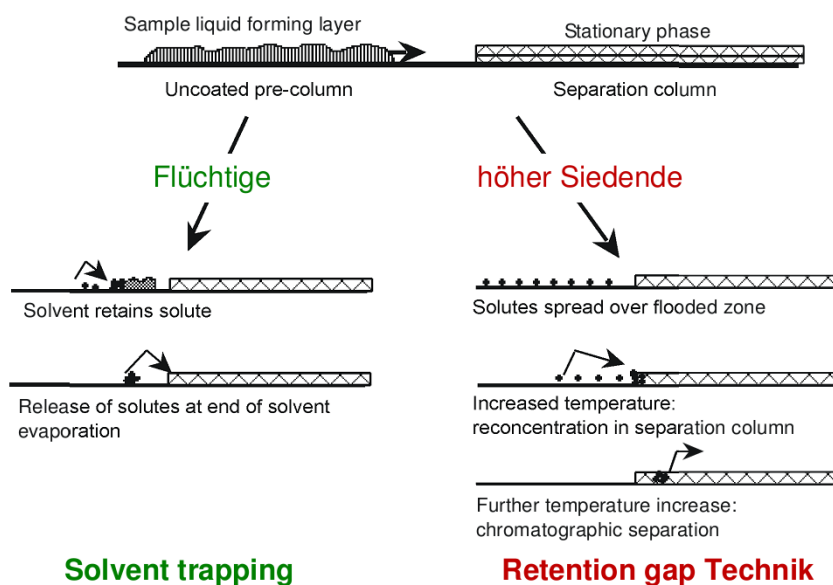 Sample liquid forming layer
Stationary phase
Uncoated pre-column
Separation column
Flüchtige
höher Siedende
Solvent retains solute
Solutes spread over flooded zone
Release of solutes at end of solvent
evaporation
Increased temperature:
reconcentration in separation column
Further temperature increase:
chromatographic separation
Solvent trapping
Retention gap Technik